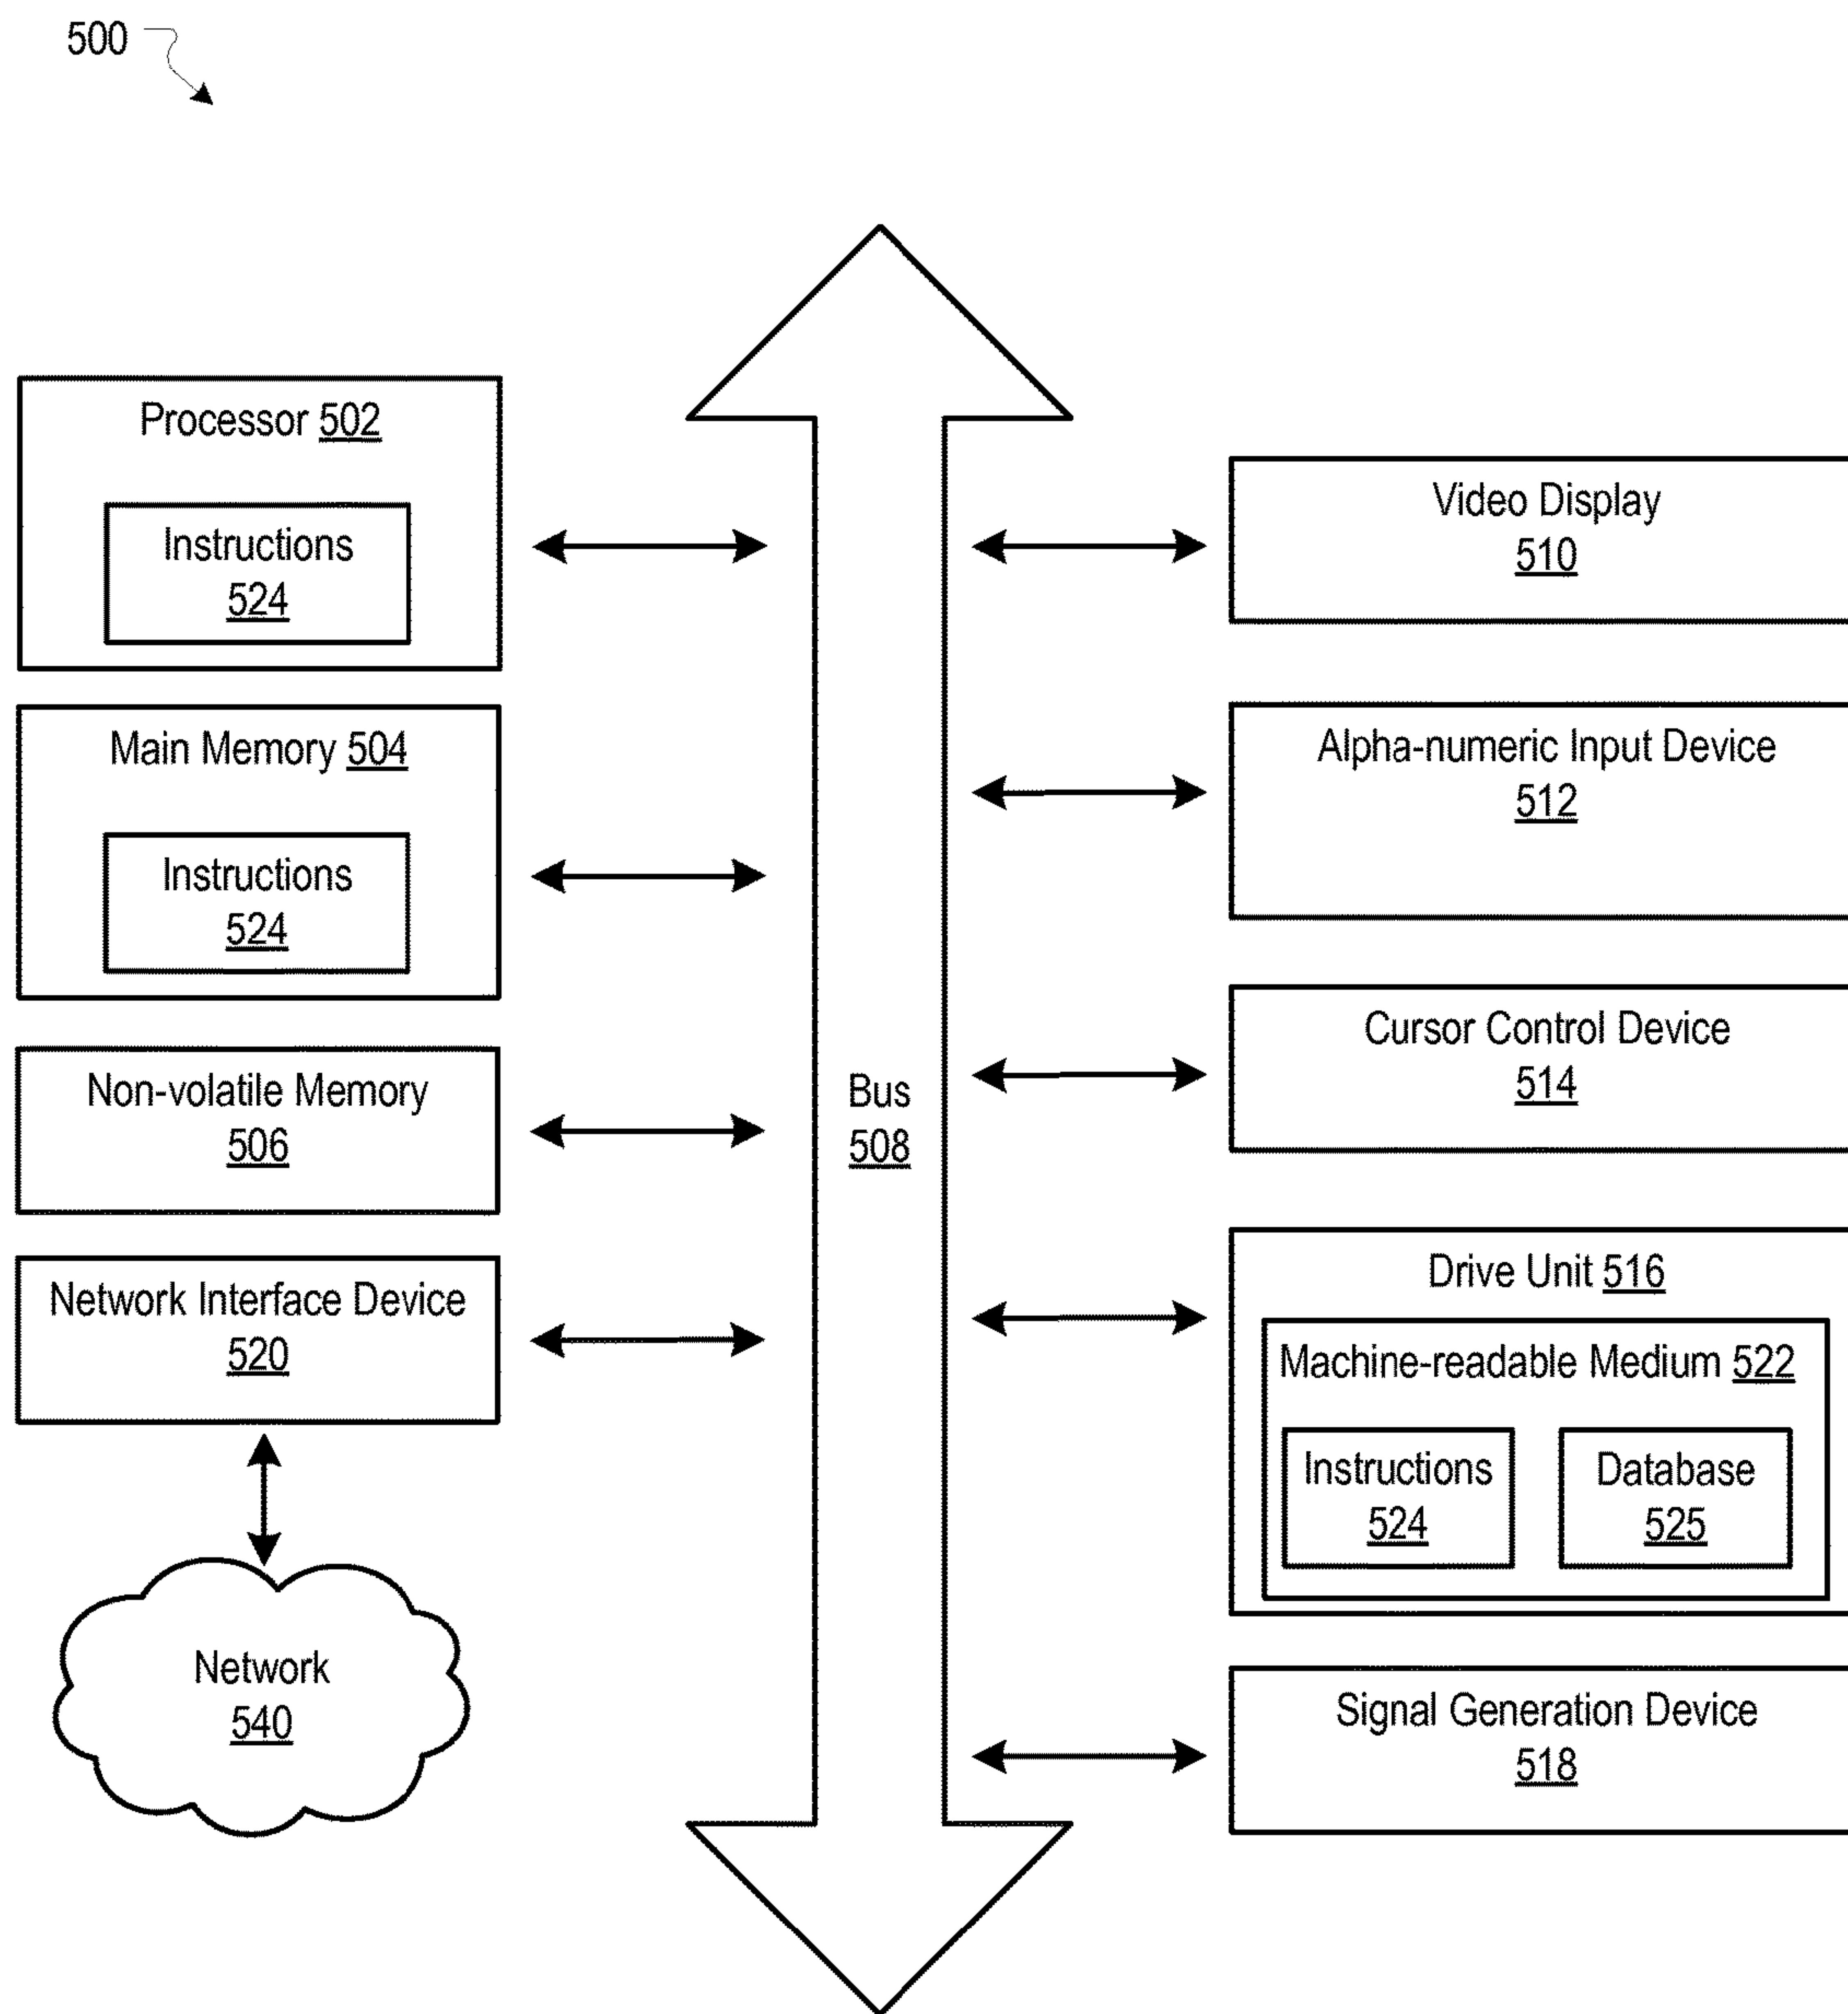 500
Processor 502
Instructions
524
Main Memory 504
Instructions
524
Non-volatile Memory
506
Network Interface Device
520
Network
540
Bus
508
Video Display
510
Alpha-numeric Input Device
512
Cursor Control Device
514
Drive Unit 516
Machine-readable Medium 522
Instructions
524
Database
525
Signal Generation Device
518